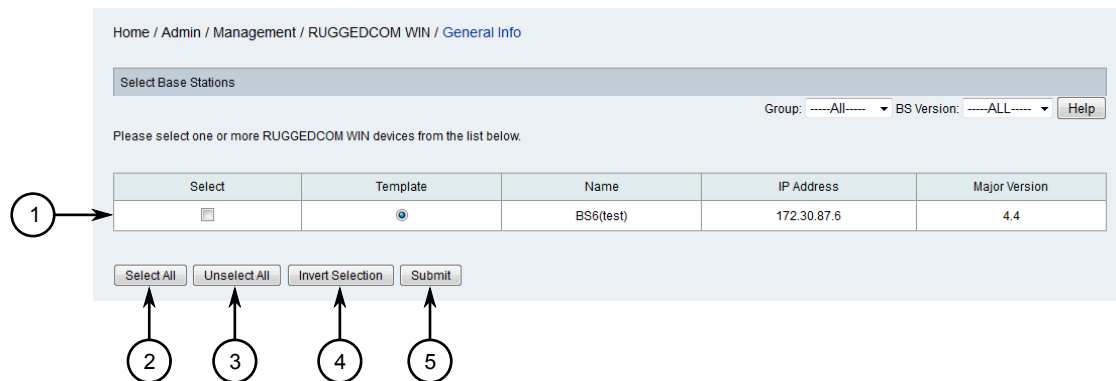 Home / Admin / Management / RUGGEDCOM WIN / General Info
Select Base Stations
Group: -----All----- BS Version: -----ALL----- Help
Please select one or more RUGGEDCOM WIN devices from the list below.
Select Template Name IP Address Major Version
1 BS6(test) 172.30.87.6 4.4
Select All Unselect All Invert Selection Submit
2 3 4 5